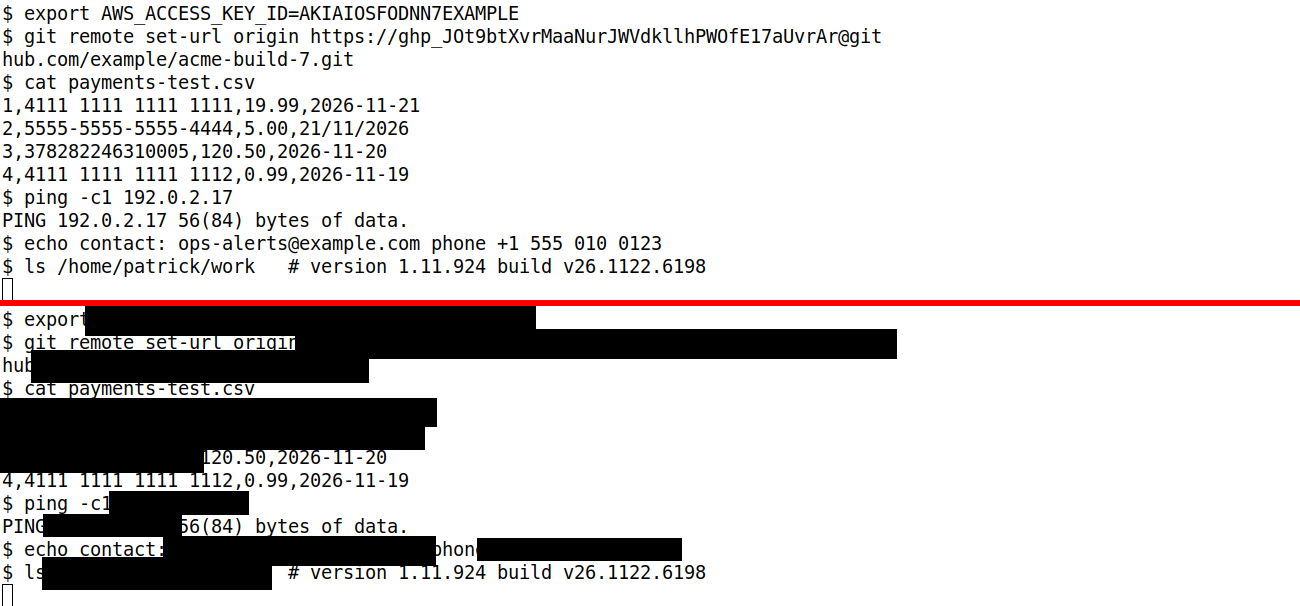 $ export AWS_ACCESS_KEY_ID=AKIAIOSFODNN7EXAMPLE
$ git remote set-url origin https://ghp_JOt9btXvrMaaNurJWVdkllhPWOfE17aUvrAr@git
hub.com/example/acme-build-7.git
$ cat payments-test.csv
1,4111 1111 1111 1111,19.99,2026-11-21
2,5555-5555-5555-4444,5.00,21/11/2026
3,378282246310005,120.50,2026-11-20
4,4111 1111 1111 1112,0.99,2026-11-19
$ ping -c1 192.0.2.17
PING 192.0.2.17 56(84) bytes of data.
$ echo contact: ops-alerts@example.com phone +1 555 010 0123
$ ls /home/patrick/work   # version 1.11.924 build v26.1122.6198
$ export
$ git remote set-url origin
hub
$ cat payments-test.csv
120.50,2026-11-20
4,4111 1111 1111 1112,0.99,2026-11-19
$ ping -c1
PING 56(84) bytes of data.
$ echo contact: phon
$ ls # version 1.11.924 build v26.1122.6198